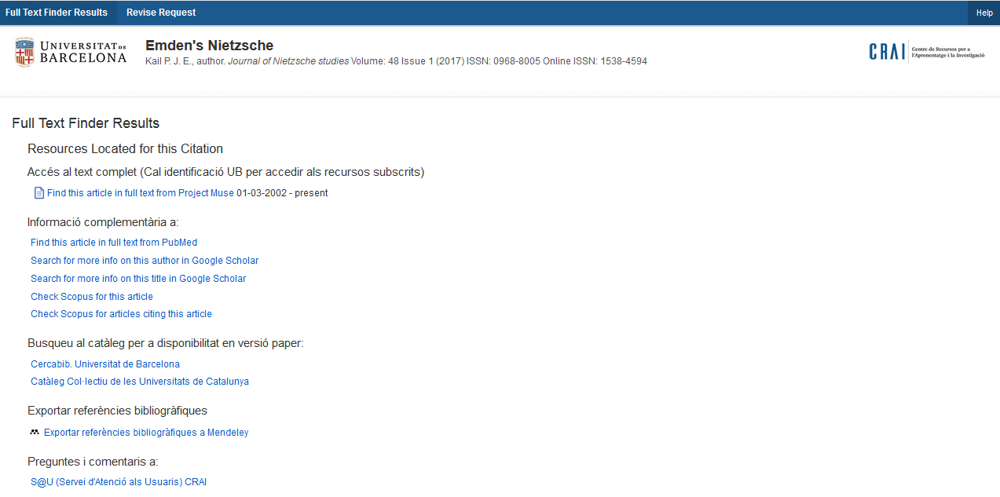 Full Text Finder Results Revise Request Help
UNIVERSITAT DE
BARCELONA
Emden's Nietzsche
Kail P. J. E., author. Journal of Nietzsche studies Volume: 48 Issue 1 (2017) ISSN: 0968-8005 Online ISSN: 1538-4594
CRAI
Centre de Recursos per a
l'Aprenentatge i la Investigació
Full Text Finder Results
Resources Located for this Citation
Accés al text complet (Cal identificació UB per accedir als recursos subscrits)
Find this article in full text from Project Muse 01-03-2002 - present
Informació complementària a:
Find this article in full text from PubMed
Search for more info on this author in Google Scholar
Search for more info on this title in Google Scholar
Check Scopus for this article
Check Scopus for articles citing this article
Busqueu al catàleg per a disponibilitat en versió paper:
Cercabib. Universitat de Barcelona
Catàleg Col·lectiu de les Universitats de Catalunya
Exportar referències bibliogràfiques
Exportar referències bibliogràfiques a Mendeley
Preguntes i comentaris a:
S@U (Servei d'Atenció als Usuaris) CRAI